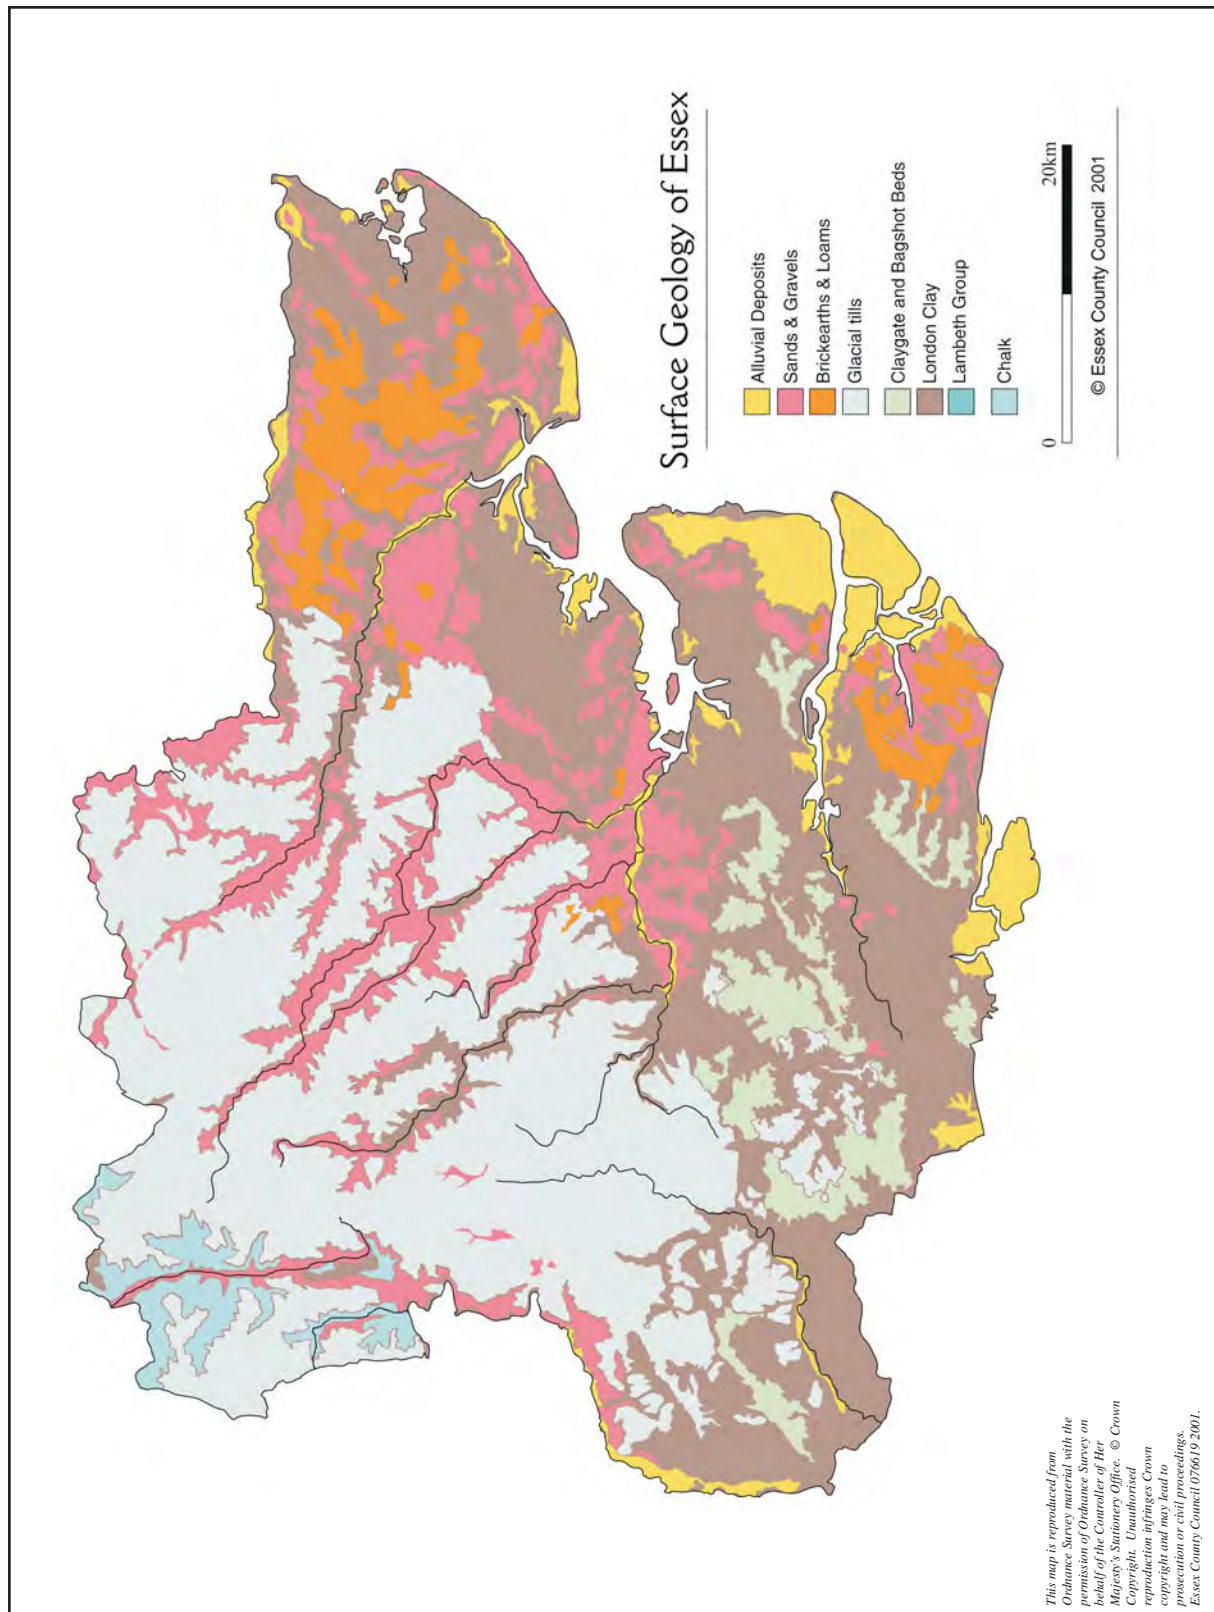 Surface Geology of Essex
Alluvial Deposits
Sands & Gravels
Brickearths & Loams
Glacial tills
Claygate and Bagshot Beds
London Clay
Lambeth Group
Chalk
0
20km
© Essex County Council 2001
This map is reproduced from
Ordnance Survey material with the
permission of Ordnance Survey on
behalf of the Controller of Her
Majesty's Stationery Office. © Crown
Copyright. Unauthorised
reproduction infringes Crown
copyright and may lead to
prosecution or civil proceedings.
Essex County Council 076619 2001.